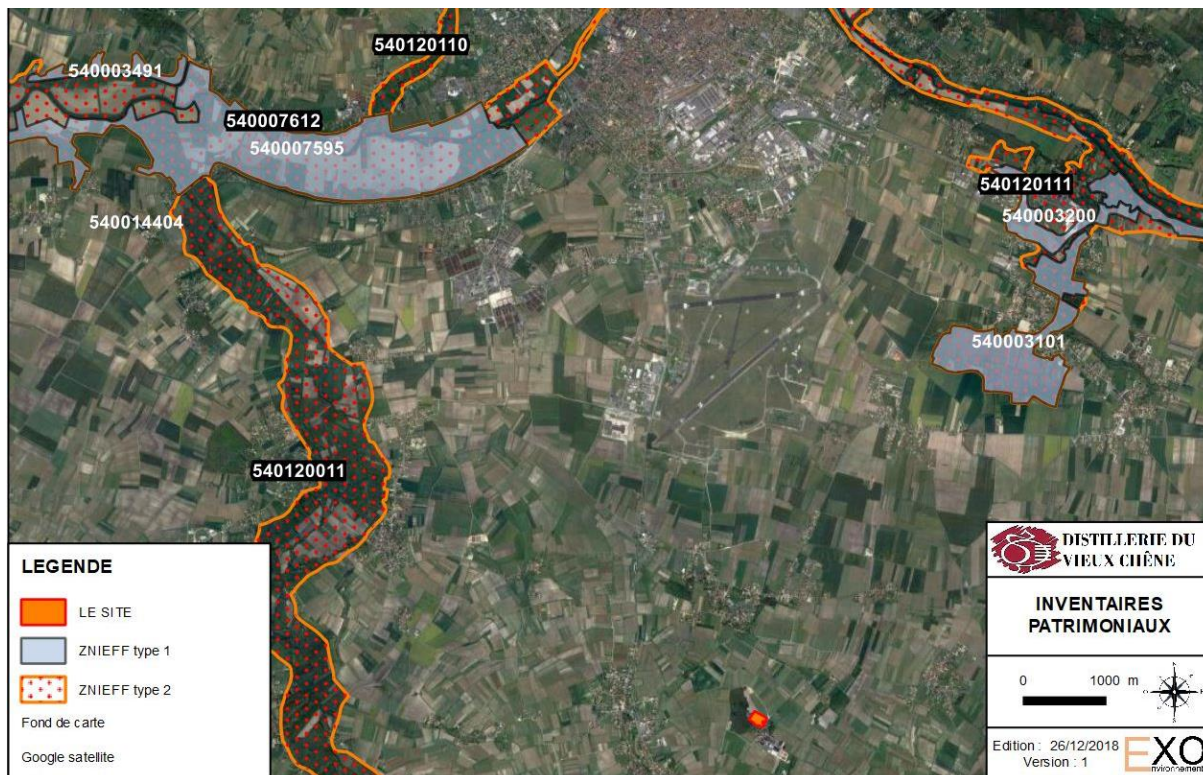 540120110
540003491
540007612
540007595
540120111
540003200
540014404
540003101
540120011
LEGENDE
LE SITE
ZNIEFF type 1
ZNIEFF type 2
Fond de carte
Google satellite
DISTILLERIE DU
VIEUX CHÊNE
INVENTAIRES
PATRIMONIAUX
0 1000 m
Edition : 26/12/2018
Version : 1
EXO
nvironnement